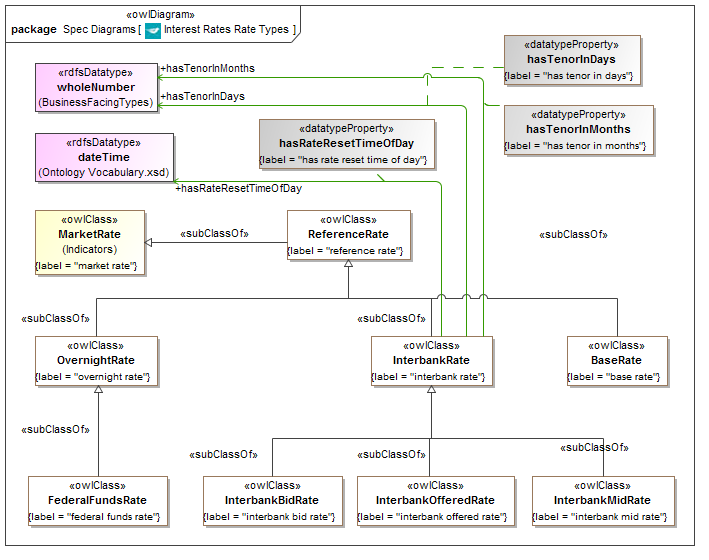 «owlDiagram»
package Spec Diagrams [ Interest Rates Rate Types ]
«rdfsDatatype»
wholeNumber
(BusinessFacingTypes)
+hasTenorInMonths
+hasTenorInDays
«datatypeProperty»
hasTenorInDays
{label = "has tenor in days"}
«datatypeProperty»
hasTenorInMonths
{label = "has tenor in months"}
«rdfsDatatype»
dateTime
(Ontology Vocabulary.xsd)
«datatypeProperty»
hasRateResetTimeOfDay
{label = "has rate reset time of day"}
+hasRateResetTimeOfDay
«owlClass»
MarketRate
(Indicators)
{label = "market rate"}
«subClassOf»
«owlClass»
ReferenceRate
{label = "reference rate"}
«subClassOf»
«subClassOf»
«subClassOf»
«owlClass»
OvernightRate
{label = "overnight rate"}
«owlClass»
InterbankRate
{label = "interbank rate"}
«owlClass»
BaseRate
{label = "base rate"}
«subClassOf»
«subClassOf»
«subClassOf»
«subClassOf»
«owlClass»
FederalFundsRate
{label = "federal funds rate"}
«owlClass»
InterbankBidRate
{label = "interbank bid rate"}
«owlClass»
InterbankOfferedRate
{label = "interbank offered rate"}
«owlClass»
InterbankMidRate
{label = "interbank mid rate"}